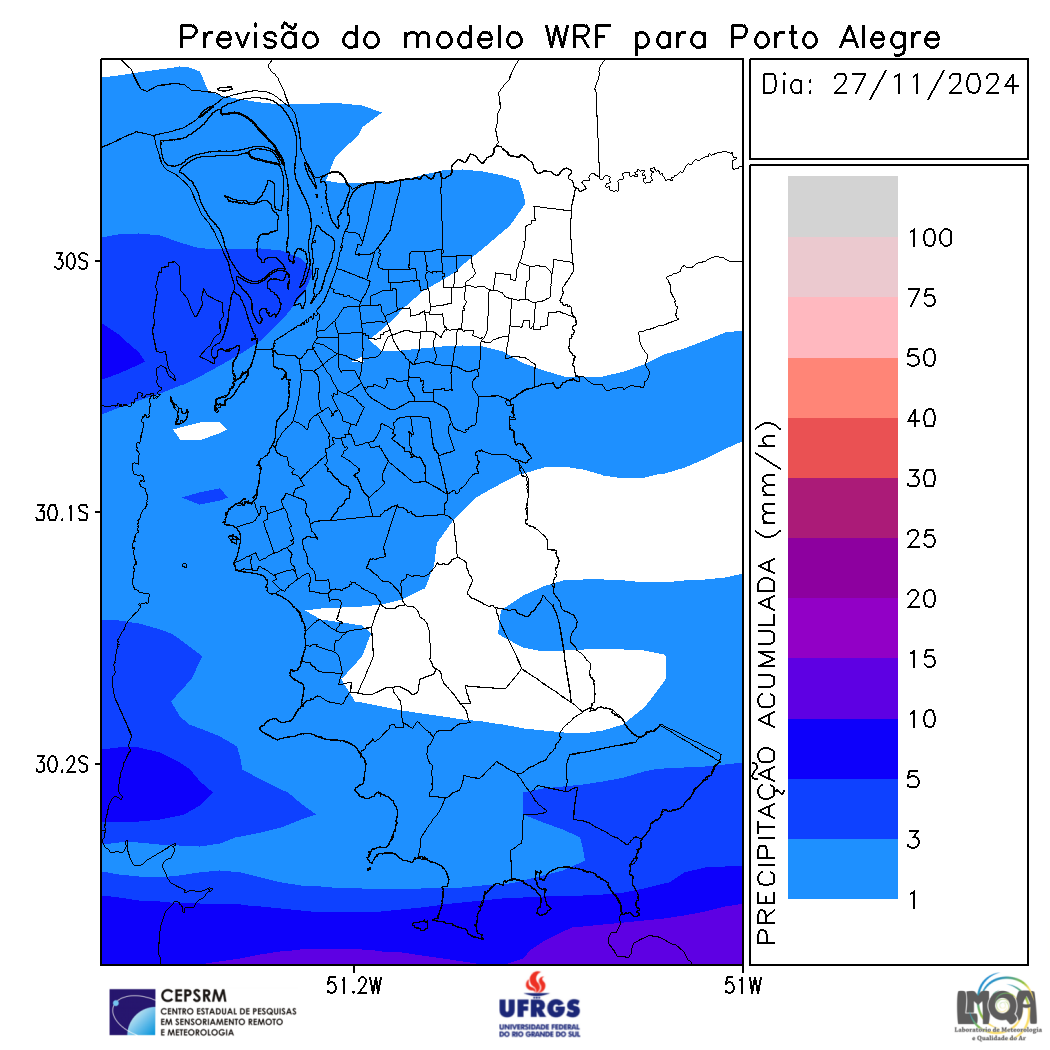 Previsão do modelo WRF para Porto Alegre
Dia: 27/11/2024
30S
30.1S
30.2S
51.2W
51W
PRECIPITAÇÃO ACUMULADA (mm/h)
100
75
50
40
30
25
20
15
10
5
3
1
CEPSRM
CENTRO ESTADUAL DE PESQUISAS
EM SENSORIAMENTO REMOTO
E METEOROLOGIA
UFRGS
UNIVERSIDADE FEDERAL
DO RIO GRANDE DO SUL
LMQA
Laboratório de Meteorologia
e Qualidade do Ar